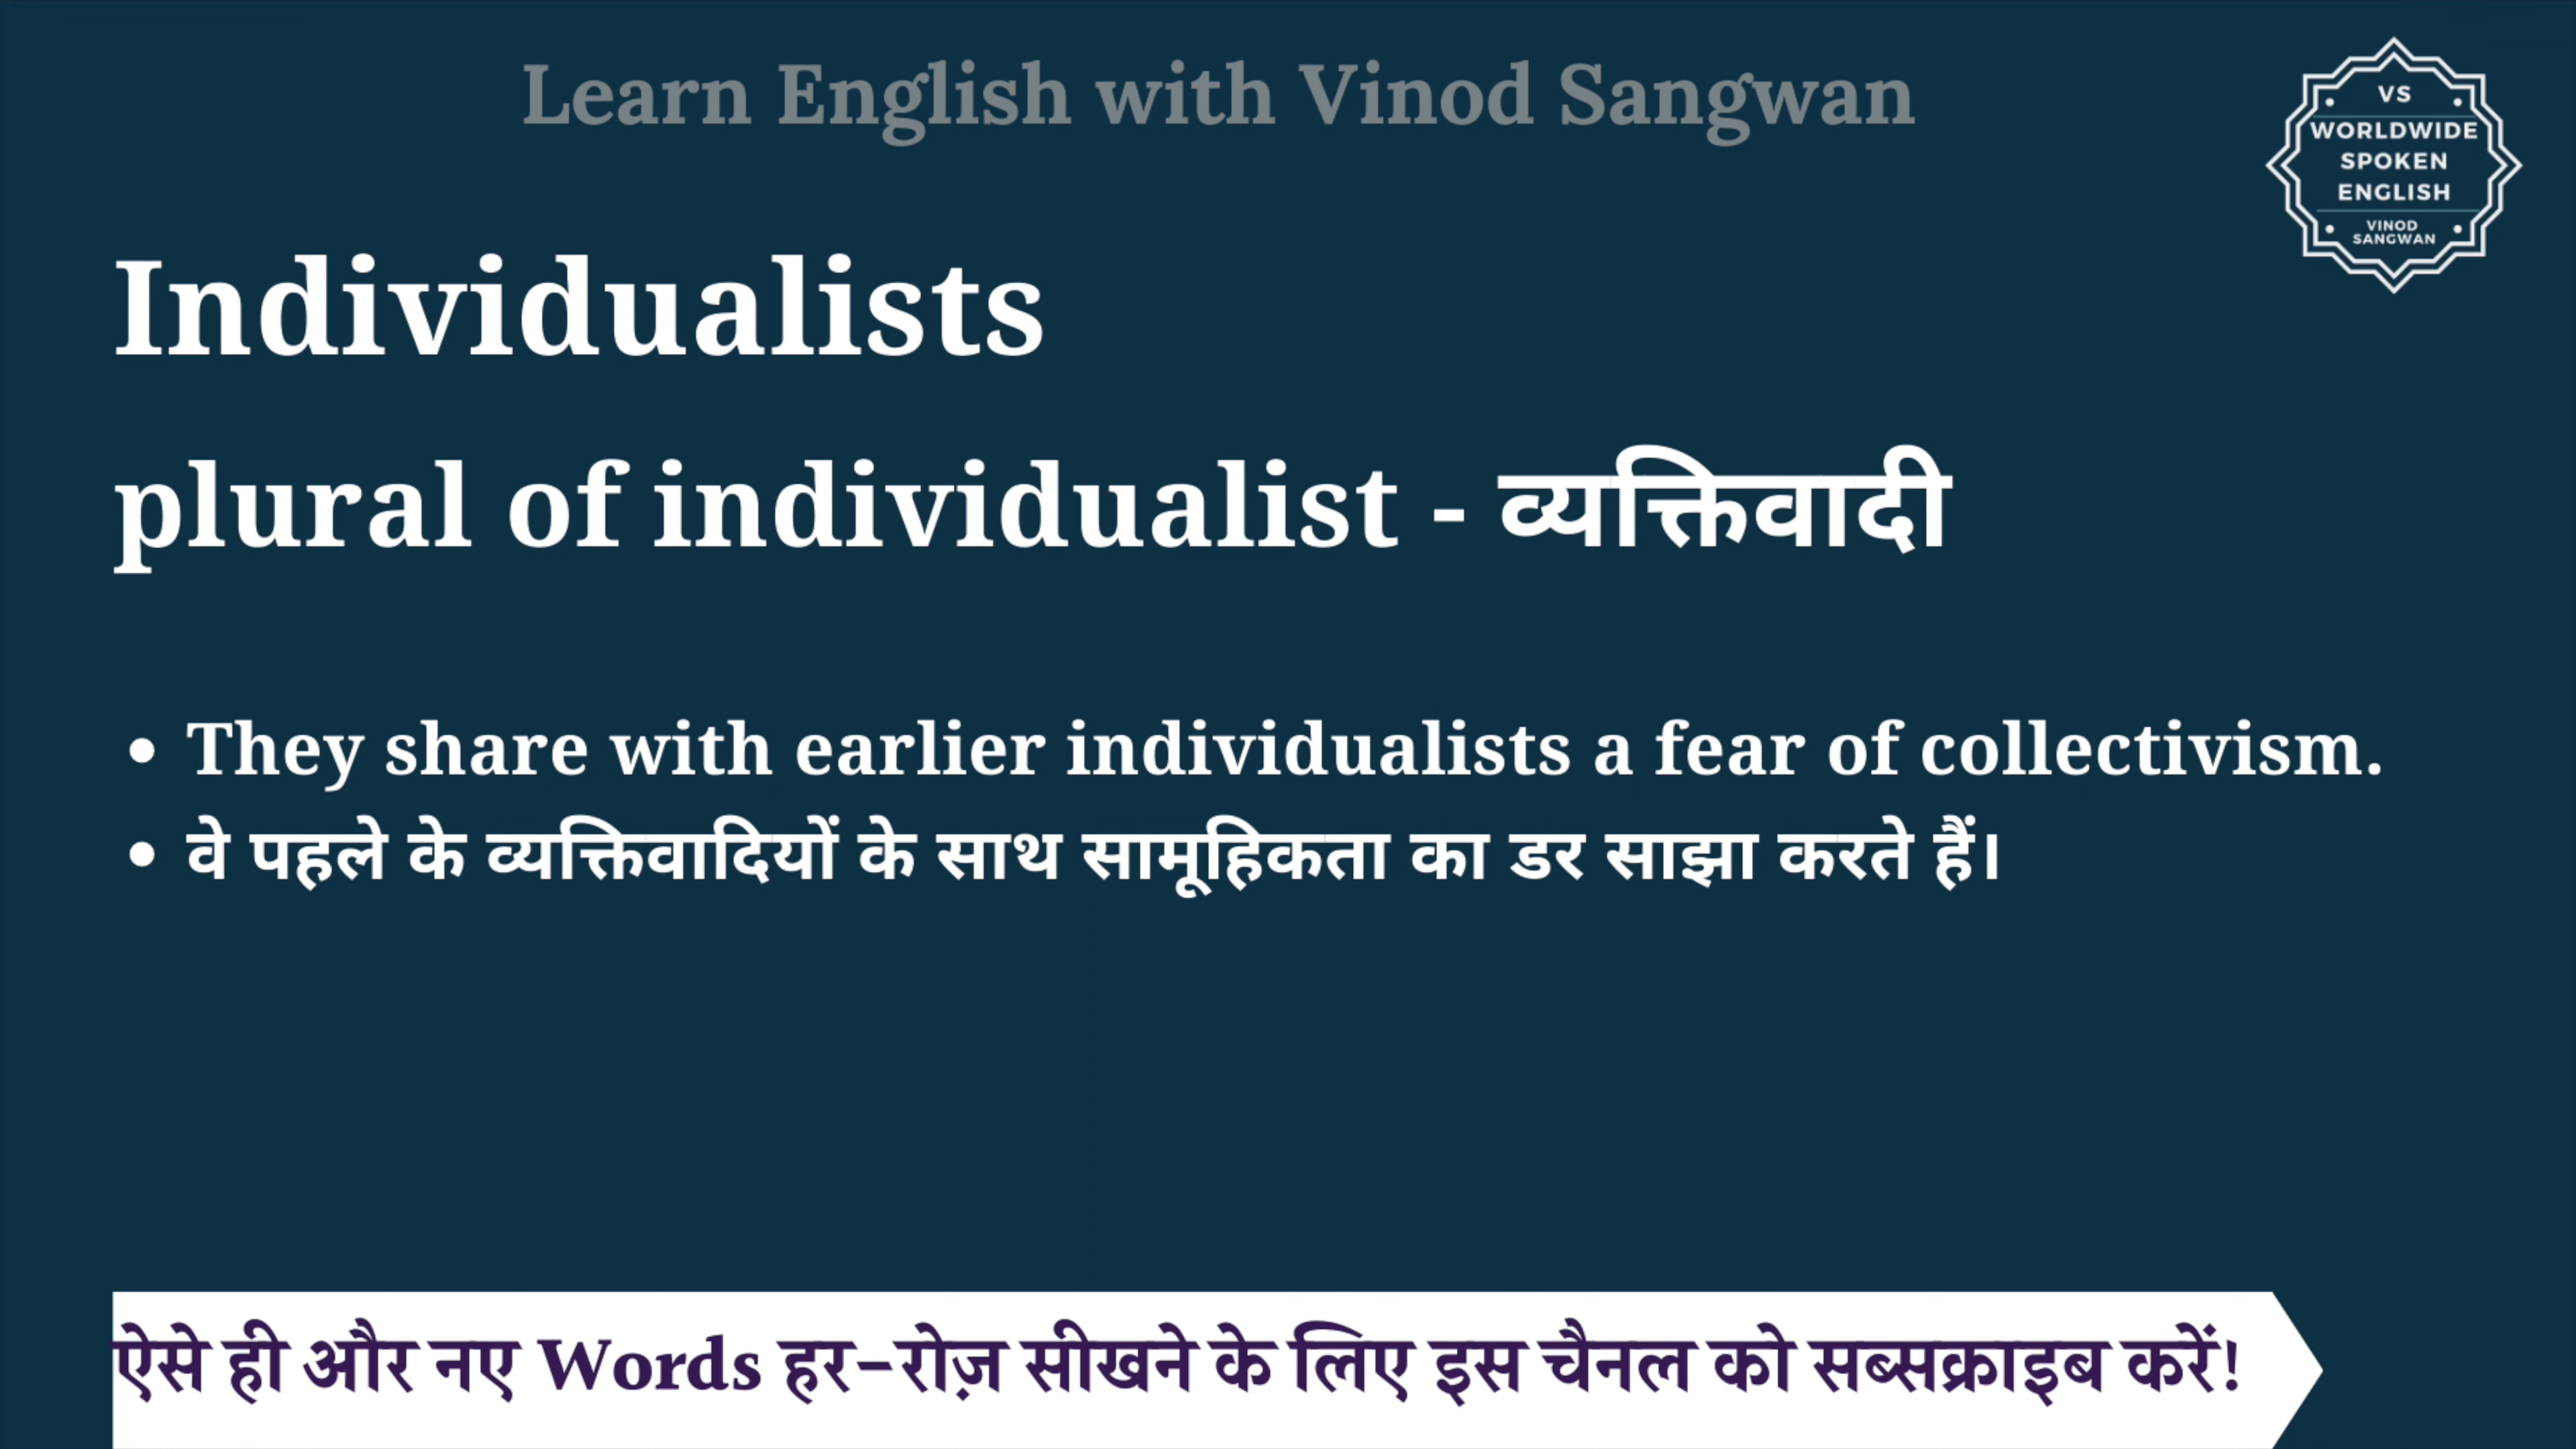 Learn English with Vinod Sangwan
VS
WORLDWIDE
SPOKEN
ENGLISH
VINOD
SANGWAN
Individualists
plural of individualist - व्यक्तिवादी
• They share with earlier individualists a fear of collectivism.
• वे पहले के व्यक्तिवादियों के साथ सामूहिकता का डर साझा करते हैं।
ऐसे ही और नए Words हर–रोज़ सीखने के लिए इस चैनल को सब्सक्राइब करें!